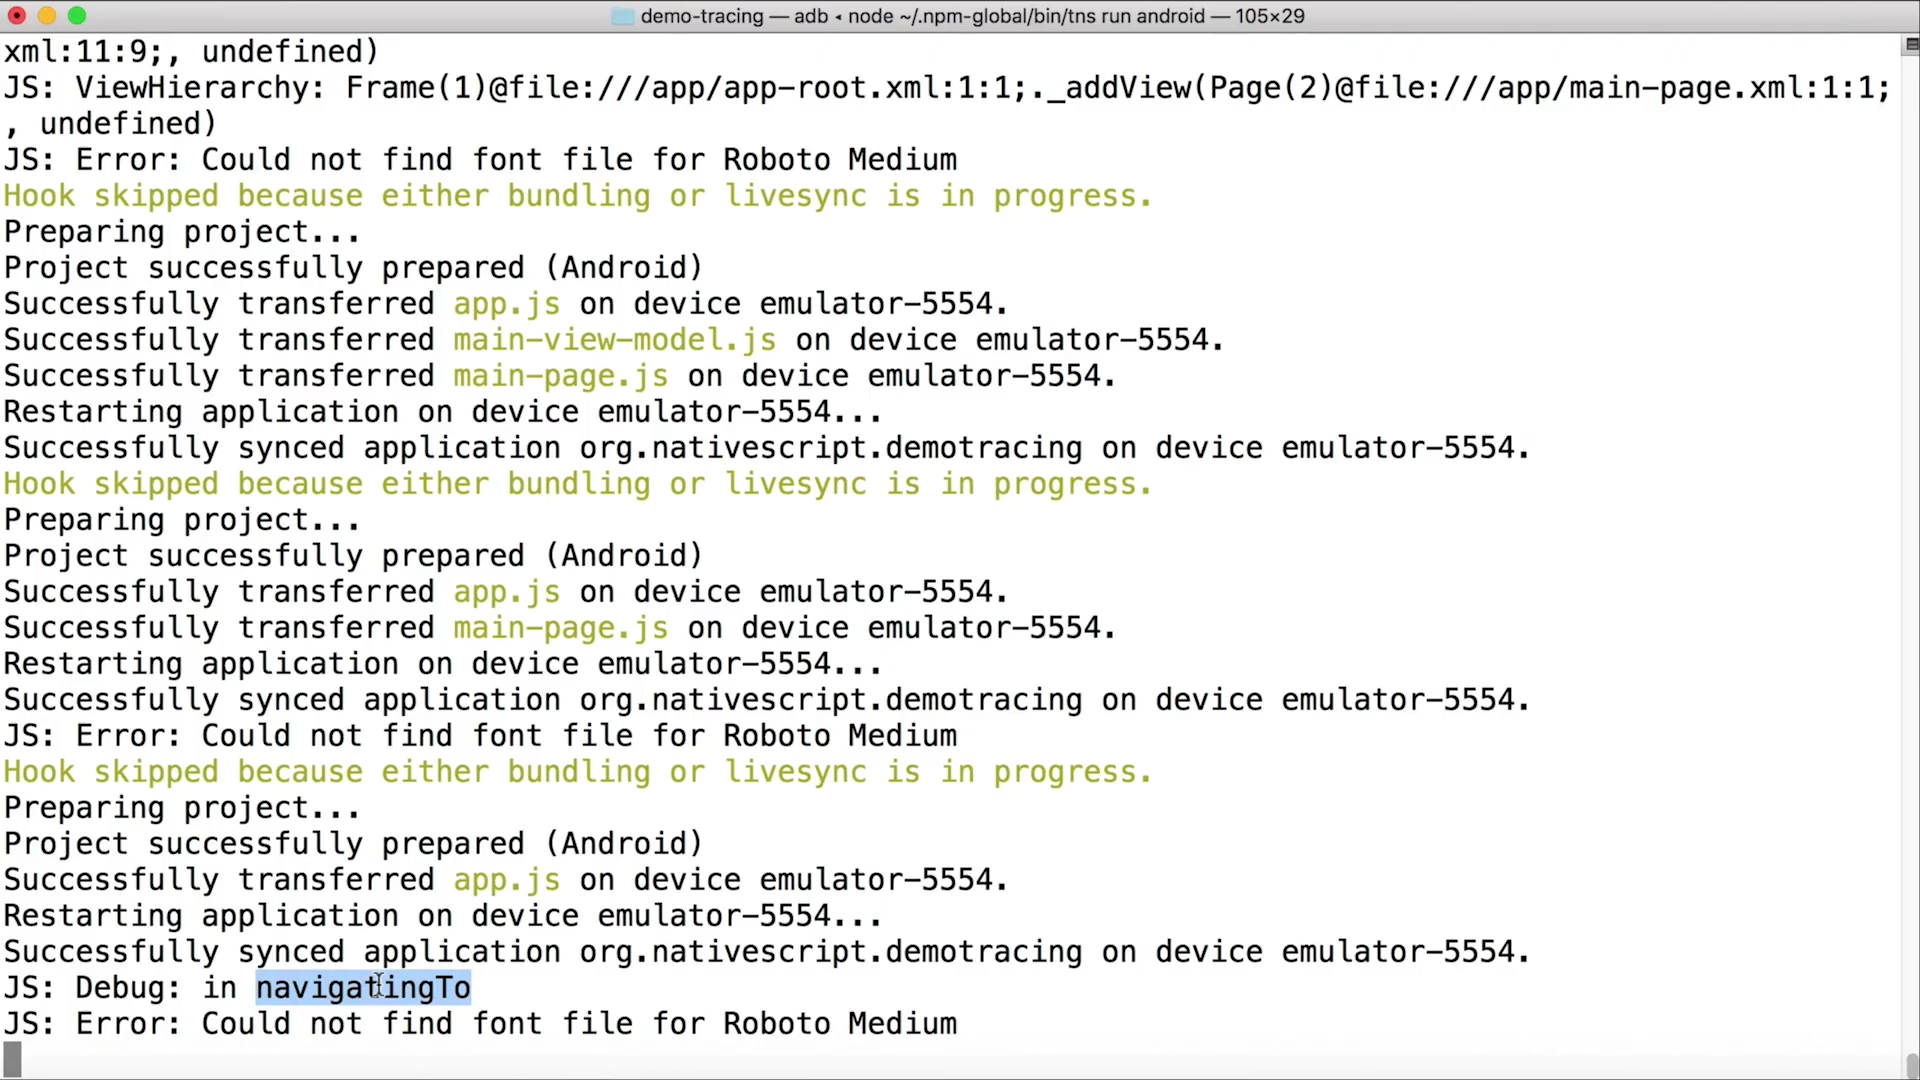 demo-tracing — adb ◂ node ~/.npm-global/bin/tns run android — 105×29
xml:11:9;, undefined)
JS: ViewHierarchy: Frame(1)@file:///app/app-root.xml:1:1;._addView(Page(2)@file:///app/main-page.xml:1:1;
, undefined)
JS: Error: Could not find font file for Roboto Medium
Hook skipped because either bundling or livesync is in progress.
Preparing project...
Project successfully prepared (Android)
Successfully transferred app.js on device emulator-5554.
Successfully transferred main-view-model.js on device emulator-5554.
Successfully transferred main-page.js on device emulator-5554.
Restarting application on device emulator-5554...
Successfully synced application org.nativescript.demotracing on device emulator-5554.
Hook skipped because either bundling or livesync is in progress.
Preparing project...
Project successfully prepared (Android)
Successfully transferred app.js on device emulator-5554.
Successfully transferred main-page.js on device emulator-5554.
Restarting application on device emulator-5554...
Successfully synced application org.nativescript.demotracing on device emulator-5554.
JS: Error: Could not find font file for Roboto Medium
Hook skipped because either bundling or livesync is in progress.
Preparing project...
Project successfully prepared (Android)
Successfully transferred app.js on device emulator-5554.
Restarting application on device emulator-5554...
Successfully synced application org.nativescript.demotracing on device emulator-5554.
JS: Debug: in navigatingTo
JS: Error: Could not find font file for Roboto Medium